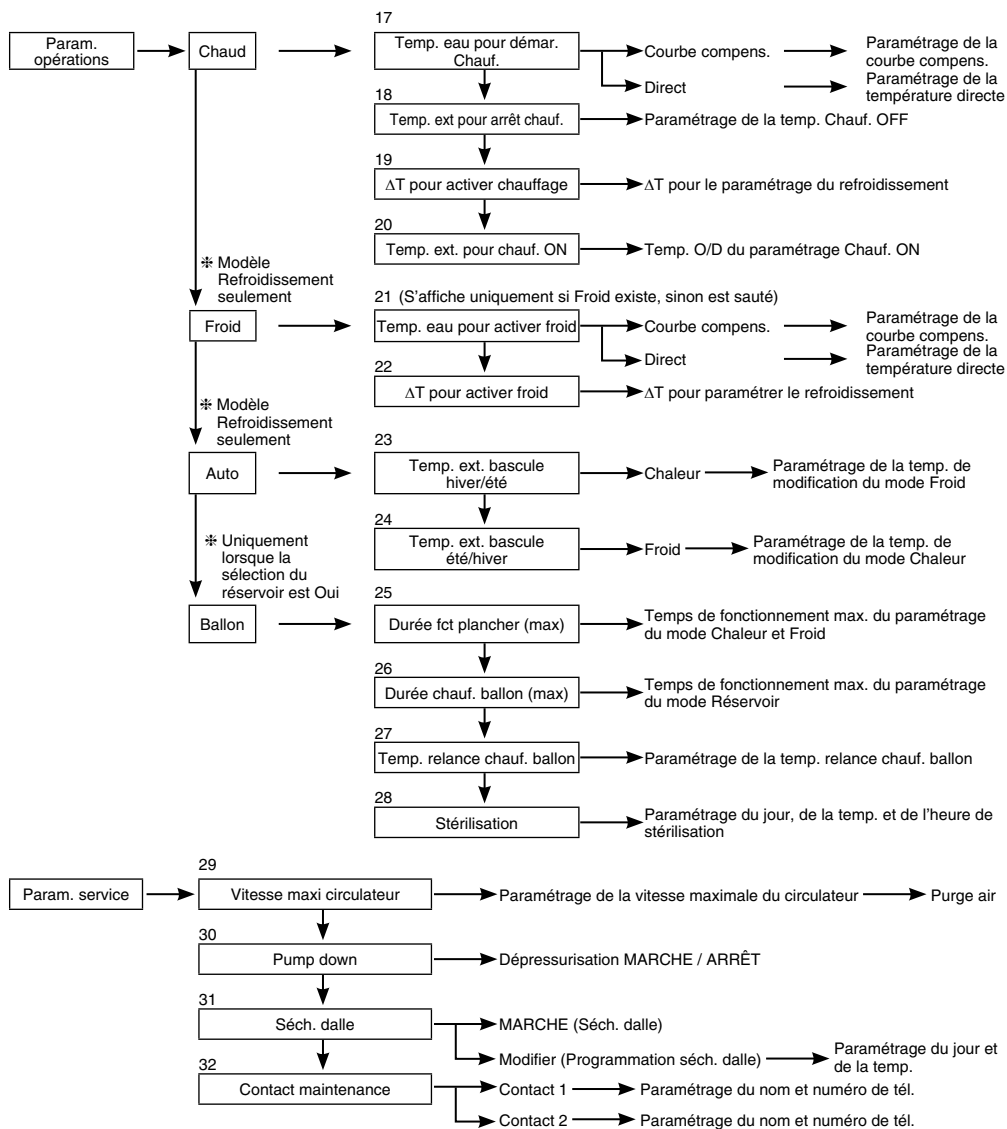 17
Param.
opérations
Chaud
Temp. eau pour démar.
Chauf.
Courbe compens.
Paramétrage de la
courbe compens.
Direct
Paramétrage de la
température directe
18
Temp. ext pour arrêt chauf.
Paramétrage de la temp. Chauf. OFF
19
ΔT pour activer chauffage
ΔT pour le paramétrage du refroidissement
20
Temp. ext. pour chauf. ON
Temp. O/D du paramétrage Chauf. ON
❉ Modèle
Refroidissement
seulement
21 (S'affiche uniquement si Froid existe, sinon est sauté)
Froid
Temp. eau pour activer froid
Courbe compens.
Paramétrage de la
courbe compens.
Direct
Paramétrage de la
température directe
22
ΔT pour activer froid
ΔT pour paramétrer le refroidissement
❉ Modèle
Refroidissement
seulement
23
Auto
Temp. ext. bascule
hiver/été
Chaleur
Paramétrage de la temp. de
modification du mode Froid
24
Temp. ext. bascule
été/hiver
Froid
Paramétrage de la temp. de
modification du mode Chaleur
❉ Uniquement
lorsque la
sélection du
réservoir est Oui
25
Ballon
Durée fct plancher (max)
Temps de fonctionnement max. du paramétrage
du mode Chaleur et Froid
26
Durée chauf. ballon (max)
Temps de fonctionnement max. du paramétrage
du mode Réservoir
27
Temp. relance chauf. ballon
Paramétrage de la temp. relance chauf. ballon
28
Stérilisation
Paramétrage du jour, de la temp. et de l'heure de
stérilisation
29
Param. service
Vitesse maxi circulateur
Paramétrage de la vitesse maximale du circulateur
Purge air
30
Pump down
Dépressurisation MARCHE / ARRÊT
31
Séch. dalle
MARCHE (Séch. dalle)
Modifier (Programmation séch. dalle)
Paramétrage du jour et
de la temp.
32
Contact maintenance
Contact 1
Paramétrage du nom et numéro de tél.
Contact 2
Paramétrage du nom et numéro de tél.